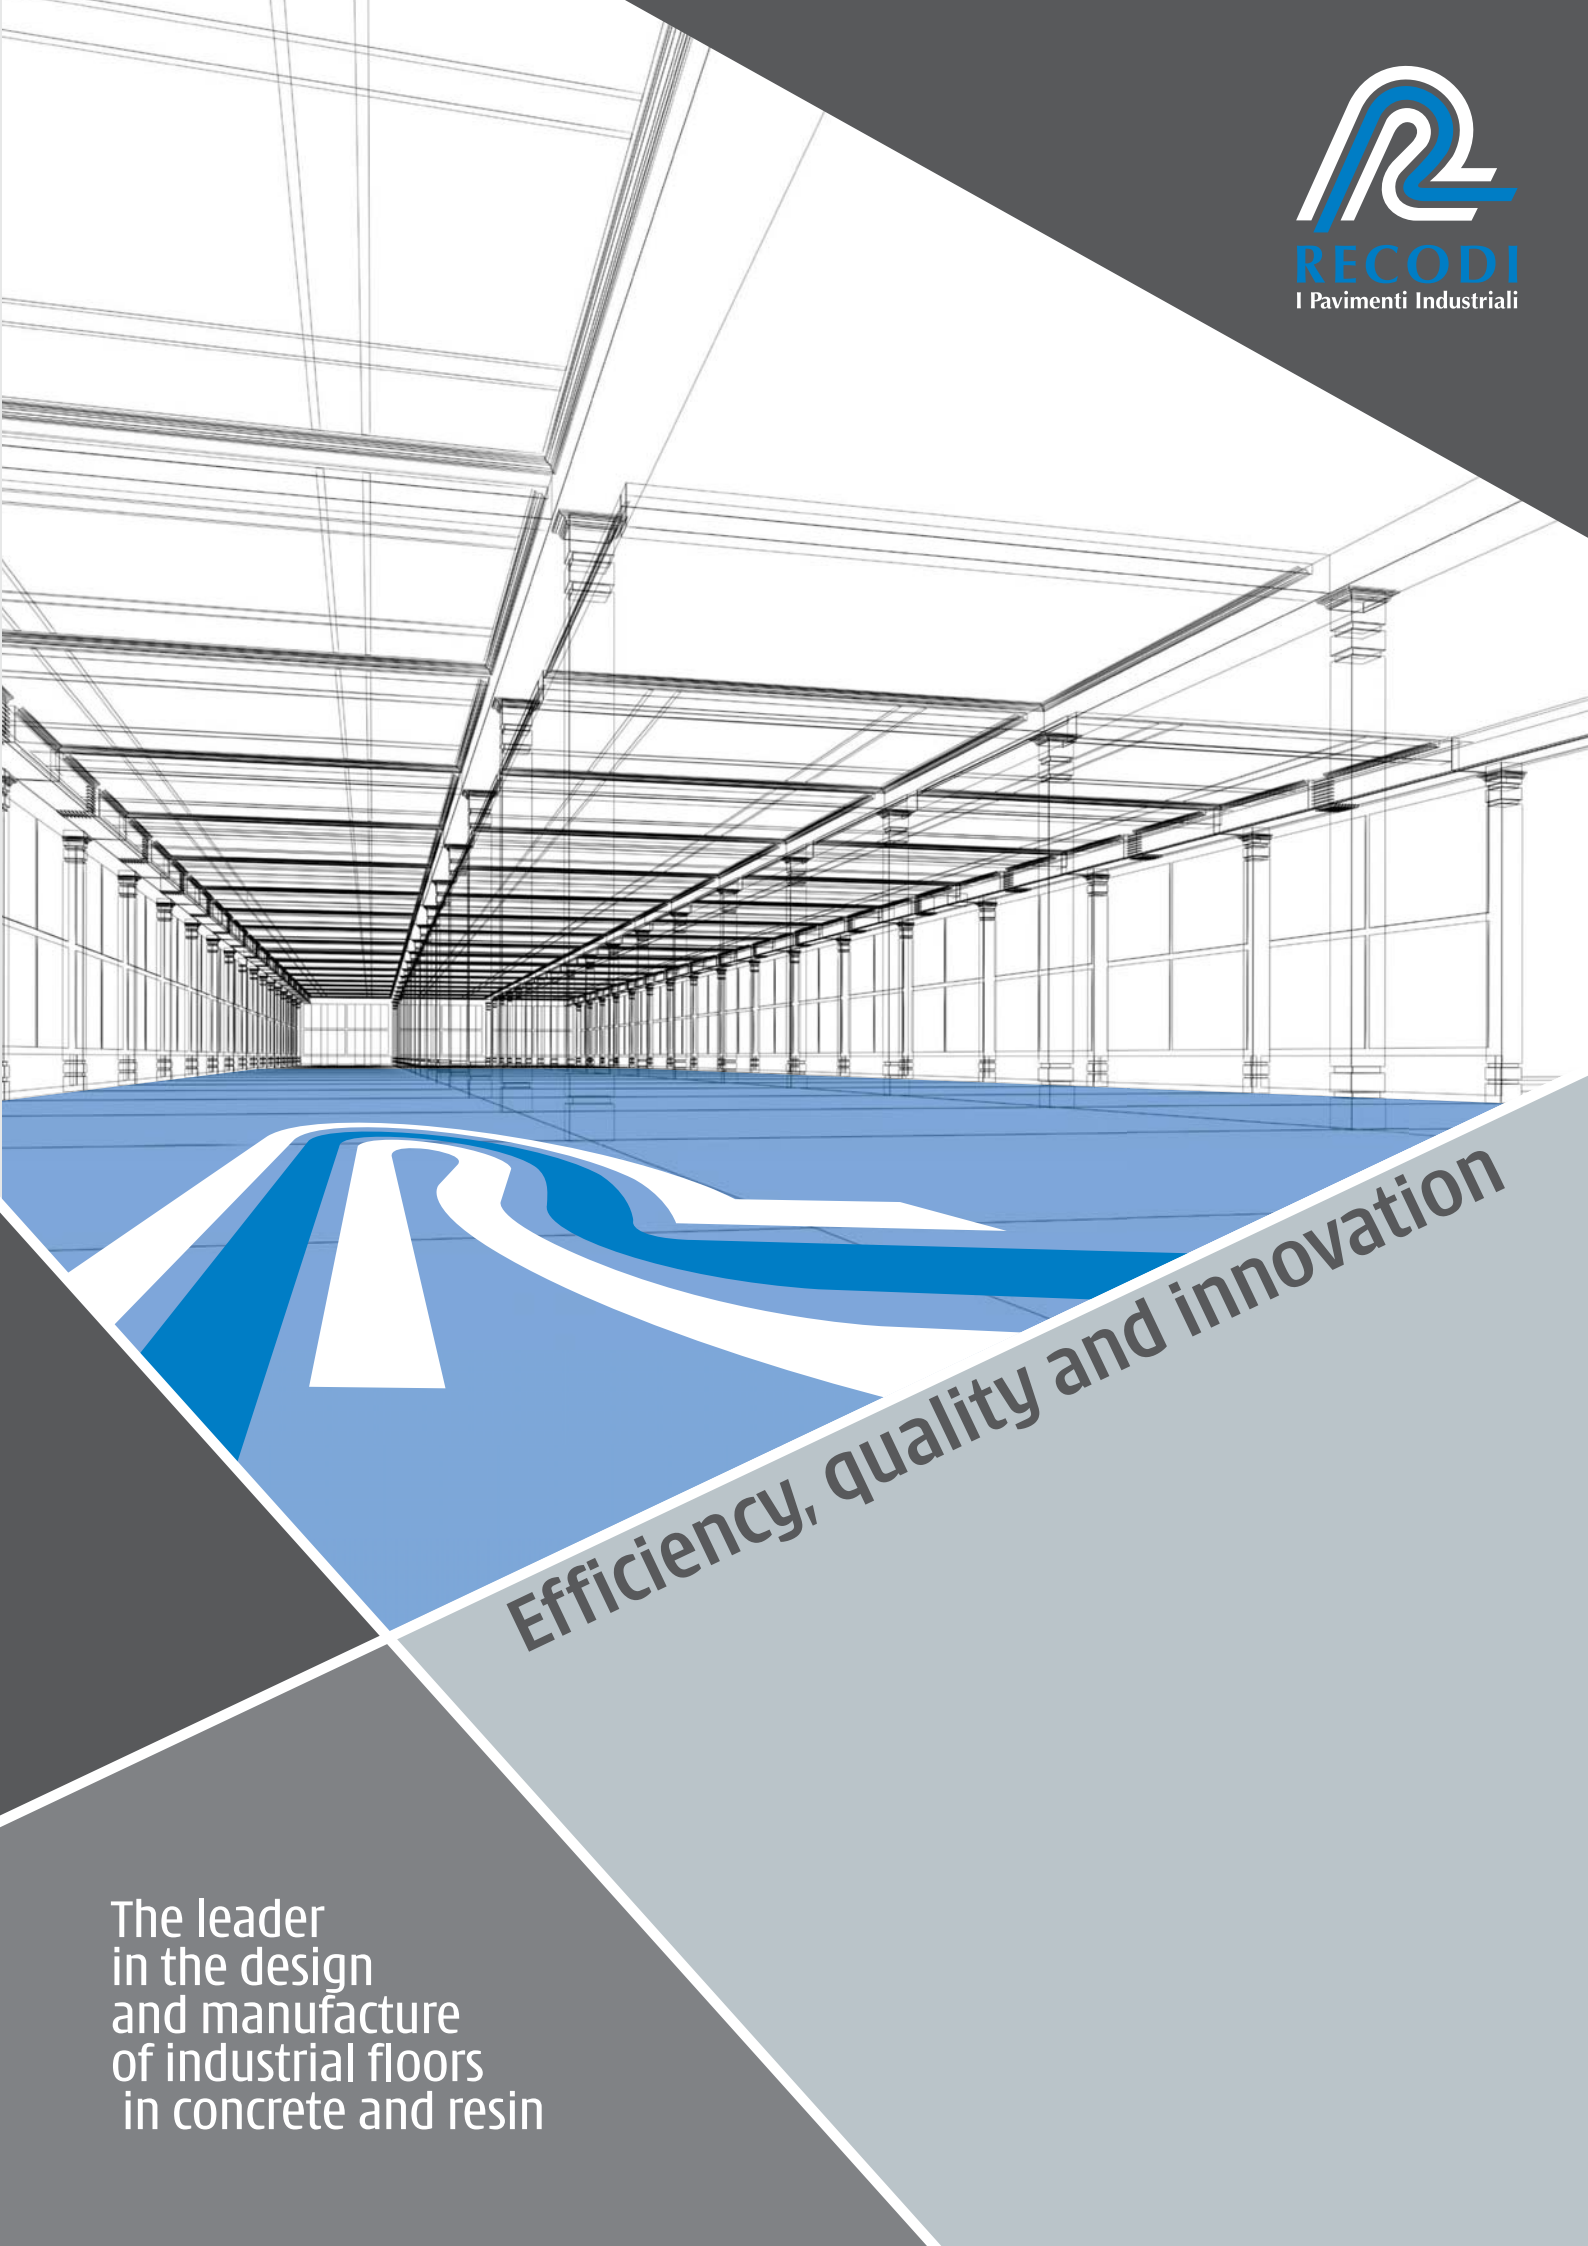 RECODI
I Pavimenti Industriali
Efficiency, quality and innovation
The leader
in the design
and manufacture
of industrial floors
in concrete and resin